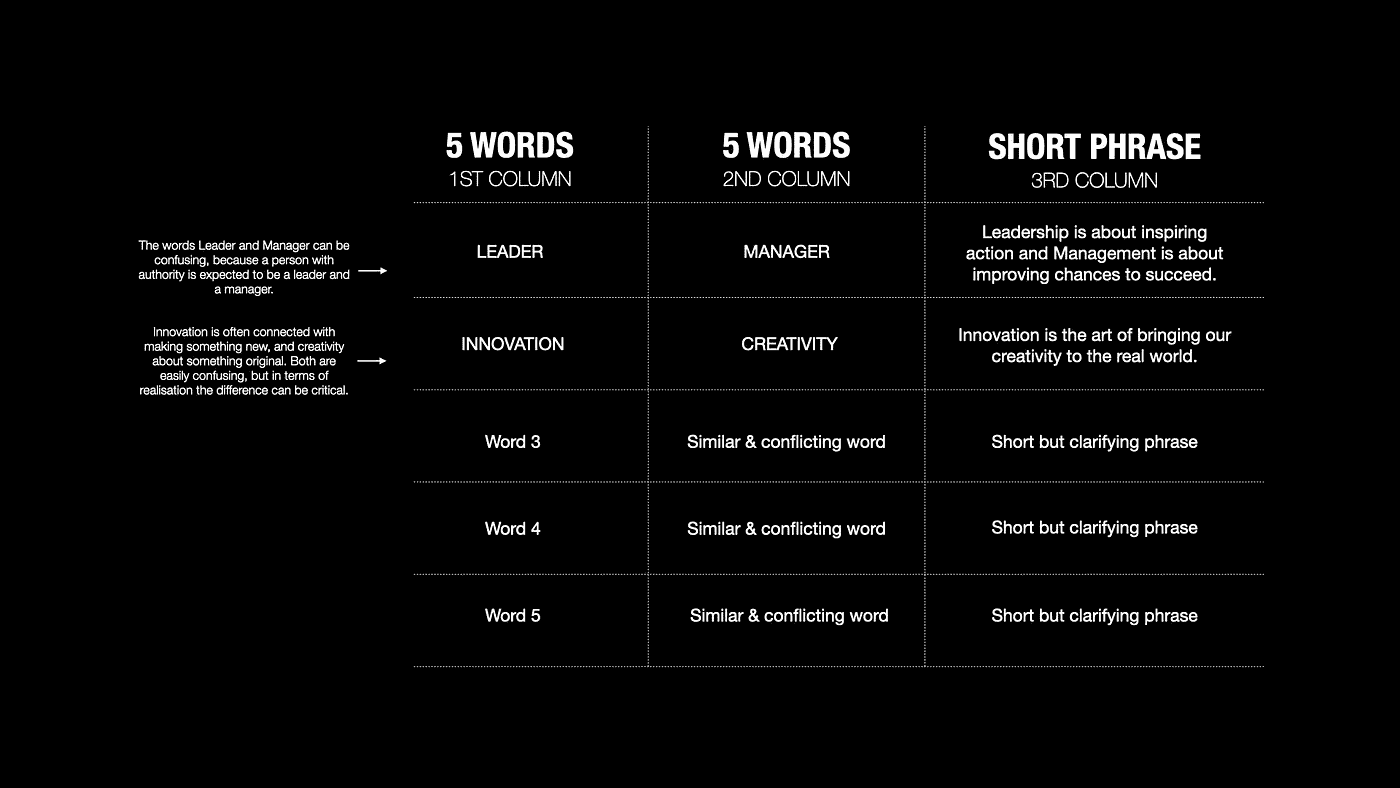 5 WORDS
1ST COLUMN
5 WORDS
2ND COLUMN
SHORT PHRASE
3RD COLUMN
The words Leader and Manager can be
confusing, because a person with
authority is expected to be a leader and
a manager.
LEADER
MANAGER
Leadership is about inspiring
action and Management is about
improving chances to succeed.
Innovation is often connected with
making something new, and creativity
about something original. Both are
easily confusing, but in terms of
realisation the difference can be critical.
INNOVATION
CREATIVITY
Innovation is the art of bringing our
creativity to the real world.
Word 3
Similar & conflicting word
Short but clarifying phrase
Word 4
Similar & conflicting word
Short but clarifying phrase
Word 5
Similar & conflicting word
Short but clarifying phrase